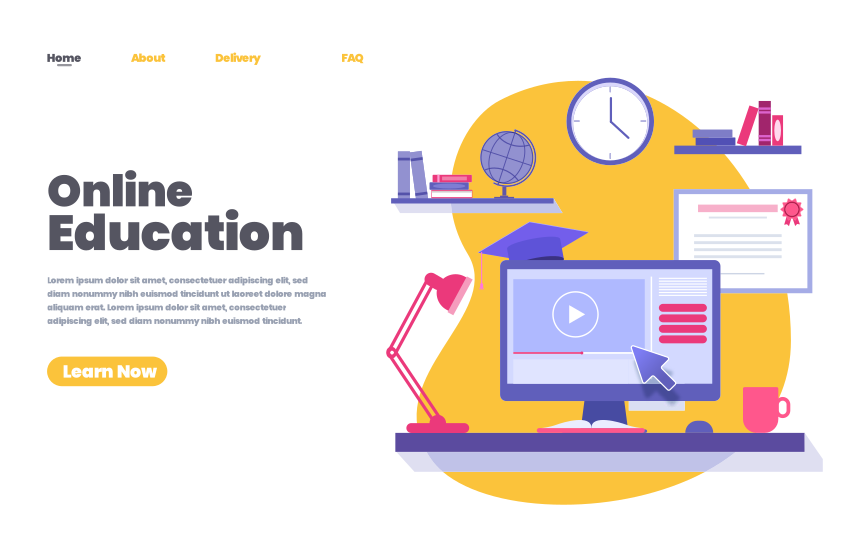 Home About Delivery FAQ
Online
Education
Lorem ipsum dolor sit amet, consectetuer adipiscing elit, sed
diam nonummy nibh euismod tincidunt ut laoreet dolore magna
aliquam erat. Lorem ipsum dolor sit amet, consectetuer
adipiscing elit, sed diam nonummy nibh euismod tincidunt.
Learn Now